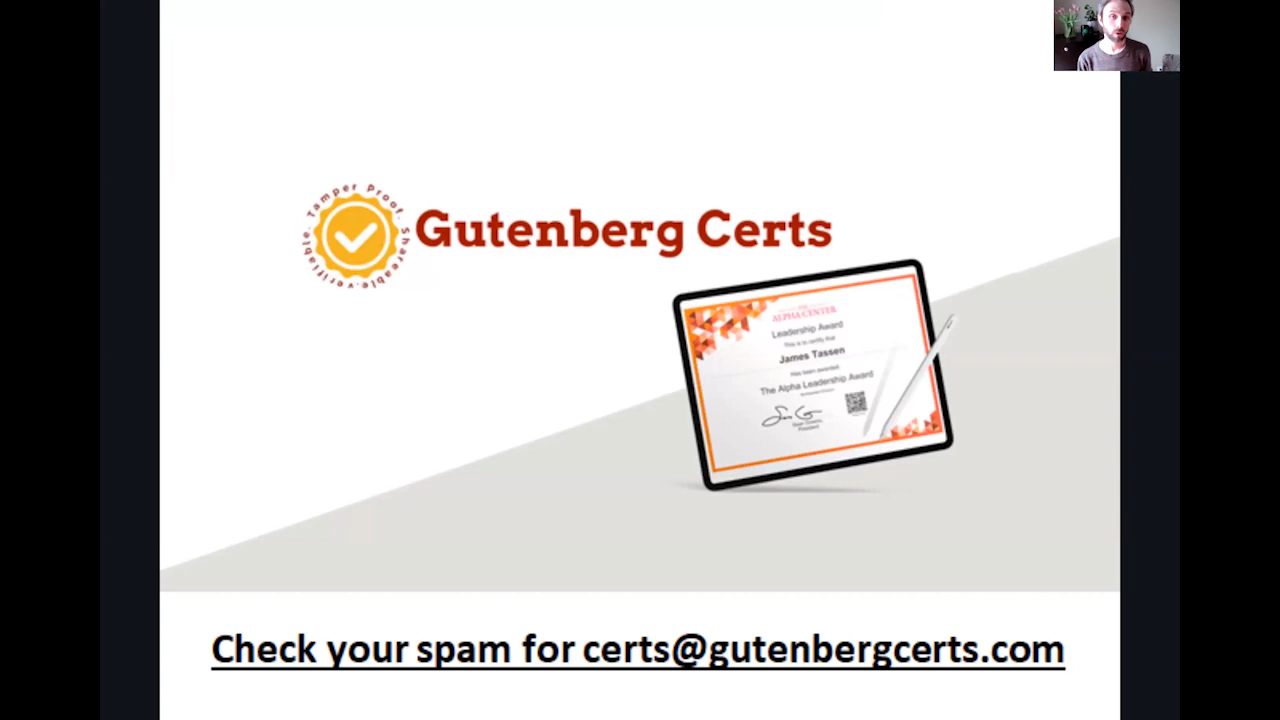 Tamper Proof. Shareable. verifiable.
Gutenberg Certs
ALPHA CENTER
Leadership Award
This is to certify that
James Tassen
Has been awarded
The Alpha Leadership Award
President
Check your spam for certs@gutenbergcerts.com